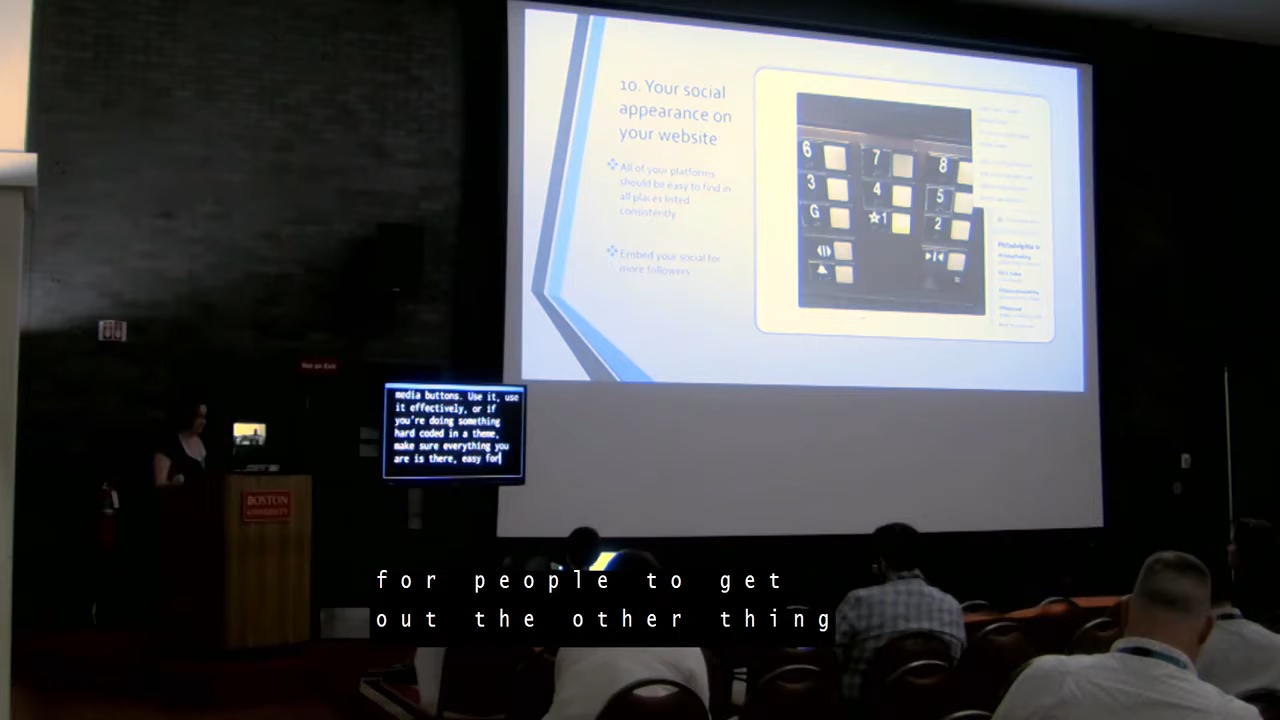 10. Your social
appearance on
your website
All of your platforms
should be easy to find in
all places listed
consistently
Embed your social for
more followers
6 7 8
3 4 5
G ☆1 2
Not an Exit
media buttons. Use it, use
it effectively, or if
you're doing something
hard coded in a theme,
make sure everything you
are is there, easy for
BOSTON
UNIVERSITY
for people to get
out the other thing